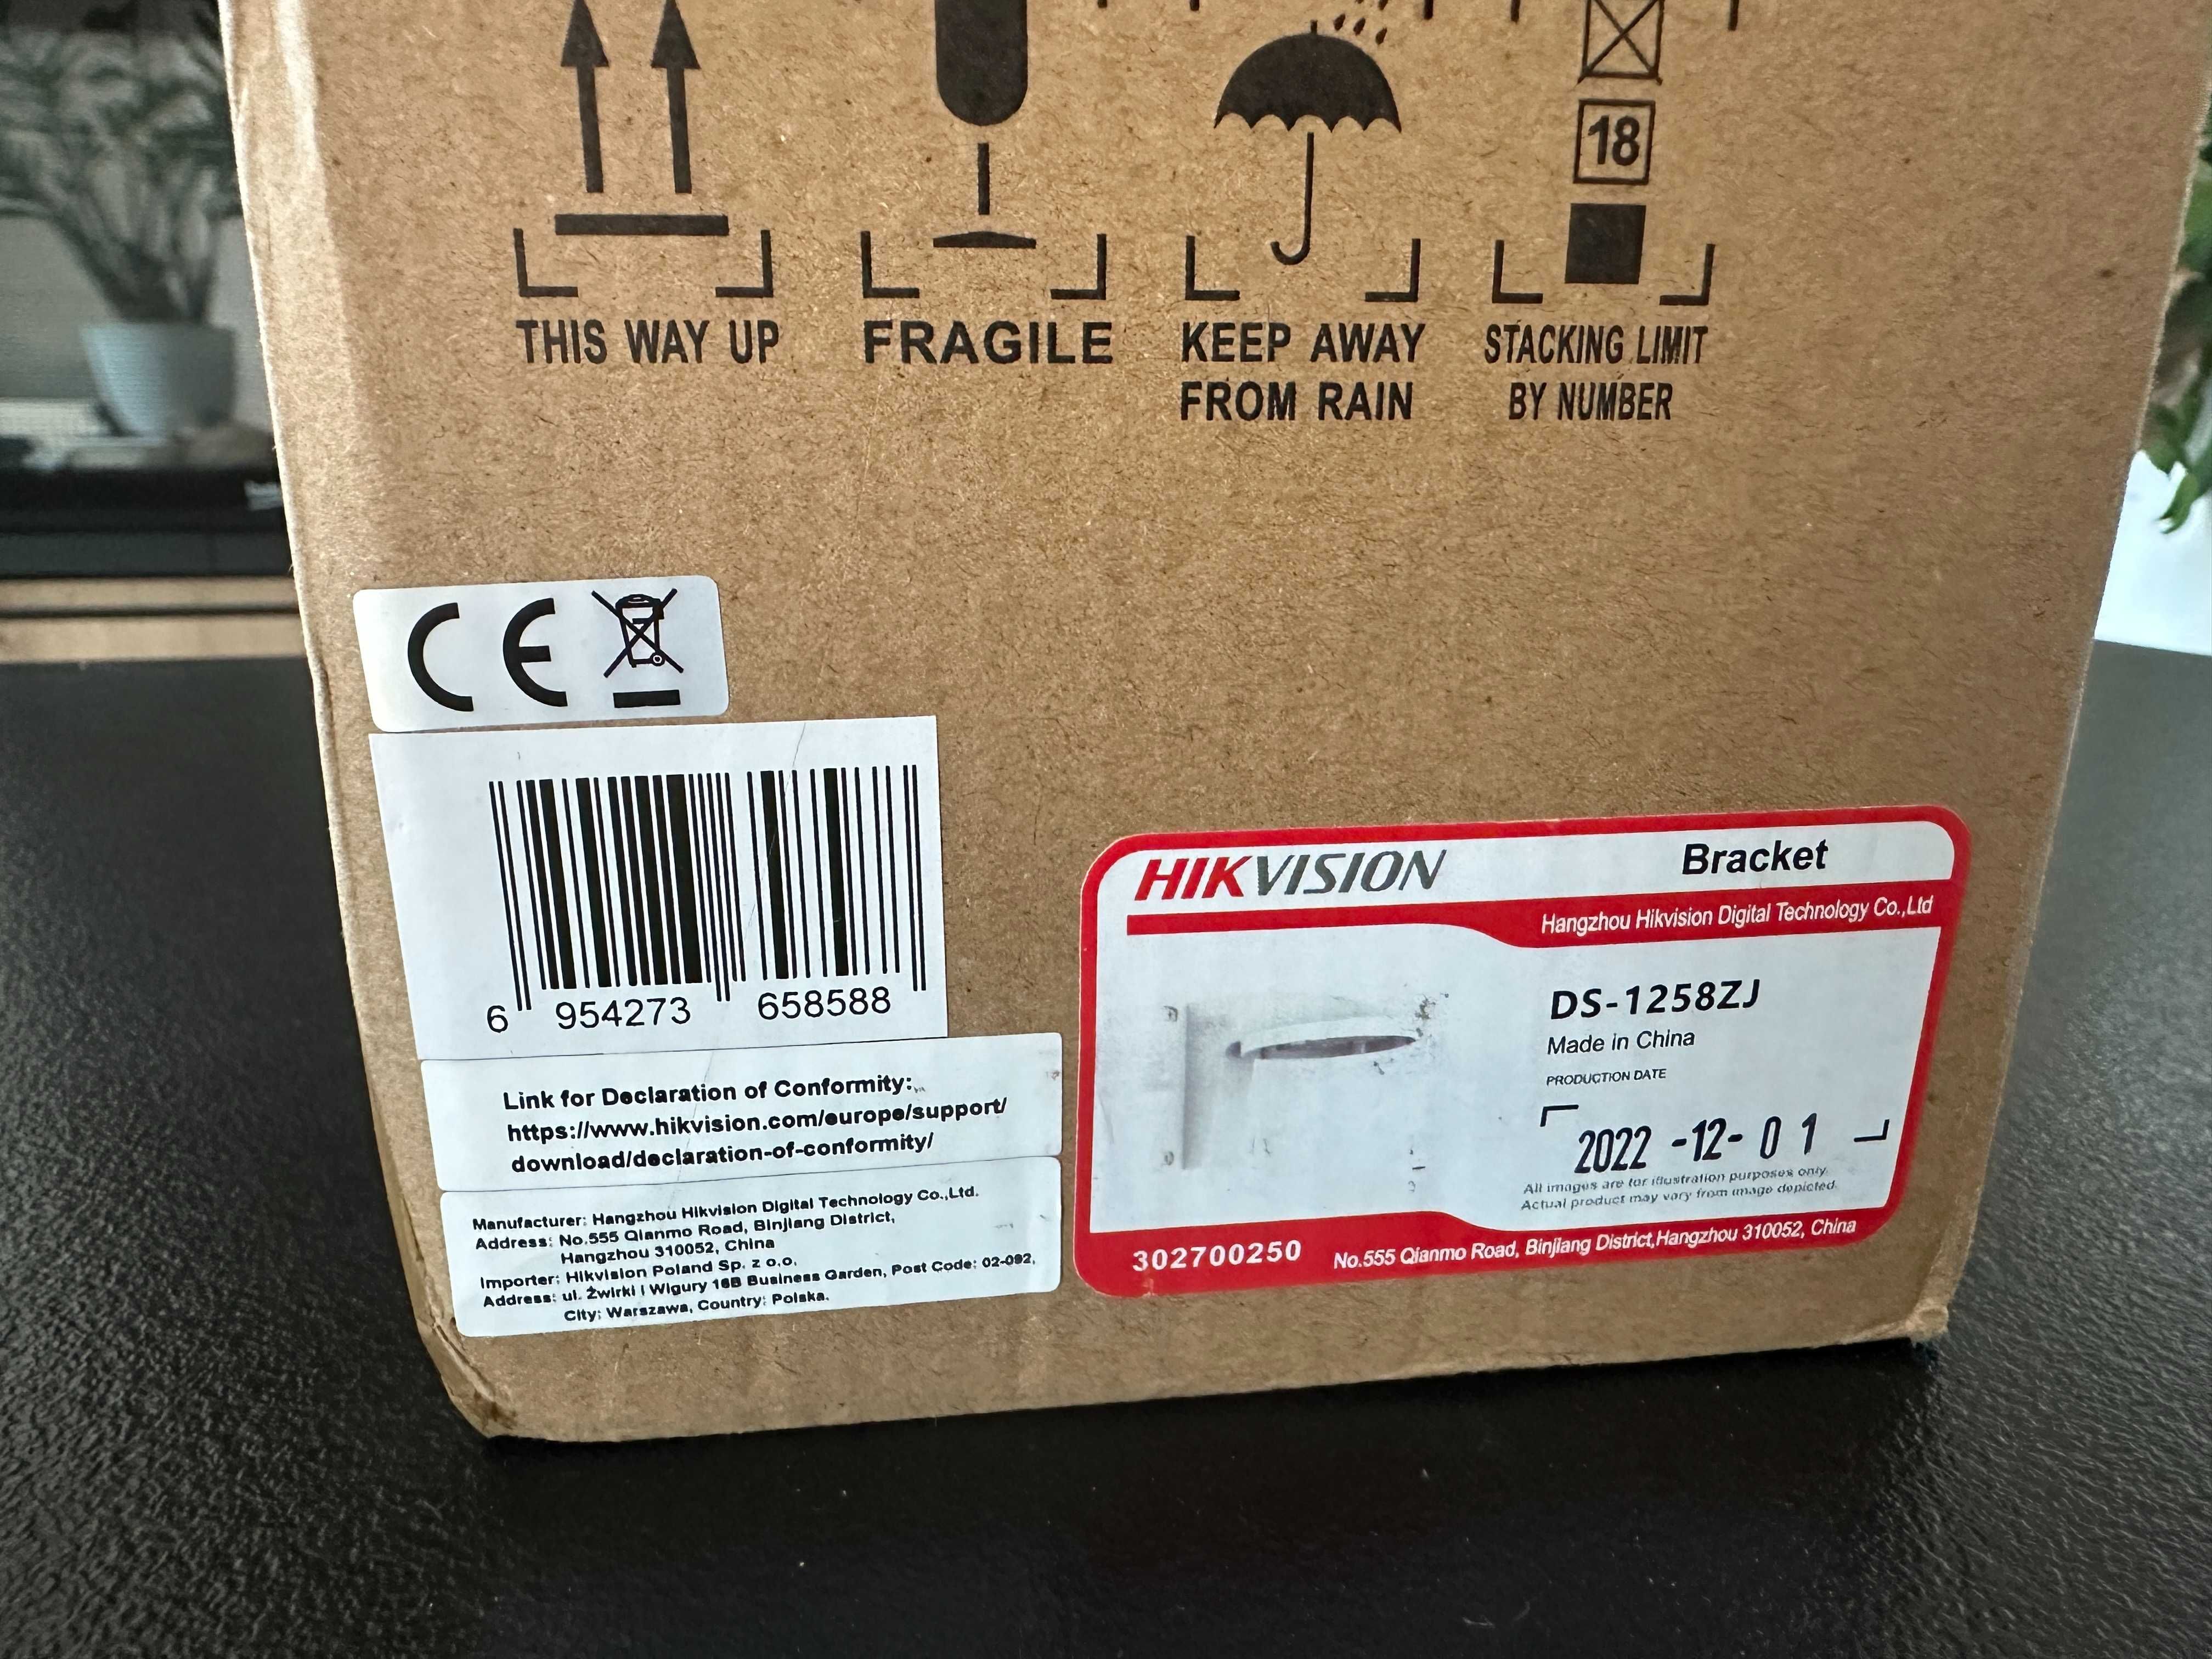 18
THIS WAY UP
FRAGILE
KEEP AWAY
FROM RAIN
STACKING LIMIT
BY NUMBER
CE
6 954273 658588
Link for Declaration of Conformity:
https://www.hikvision.com/europe/support/
download/declaration-of-conformity/
Manufacturer: Hangzhou Hikvision Digital Technology Co.,Ltd.
Address: No.555 Qianmo Road, Binjiang District,
Hangzhou 310052, China
Importer: Hikvision Poland Sp. z o.o.
Address: ul. Żwirki i Wigury 16B Business Garden, Post Code: 02-092,
City: Warszawa, Country: Polska.
HIKVISION
Bracket
Hangzhou Hikvision Digital Technology Co.,Ltd
DS-1258ZJ
Made in China
PRODUCTION DATE
2022 -12- 0 1
All images are for illustration purposes only.
Actual product may vary from image depicted.
302700250
No.555 Qianmo Road, Binjiang District,Hangzhou 310052, China